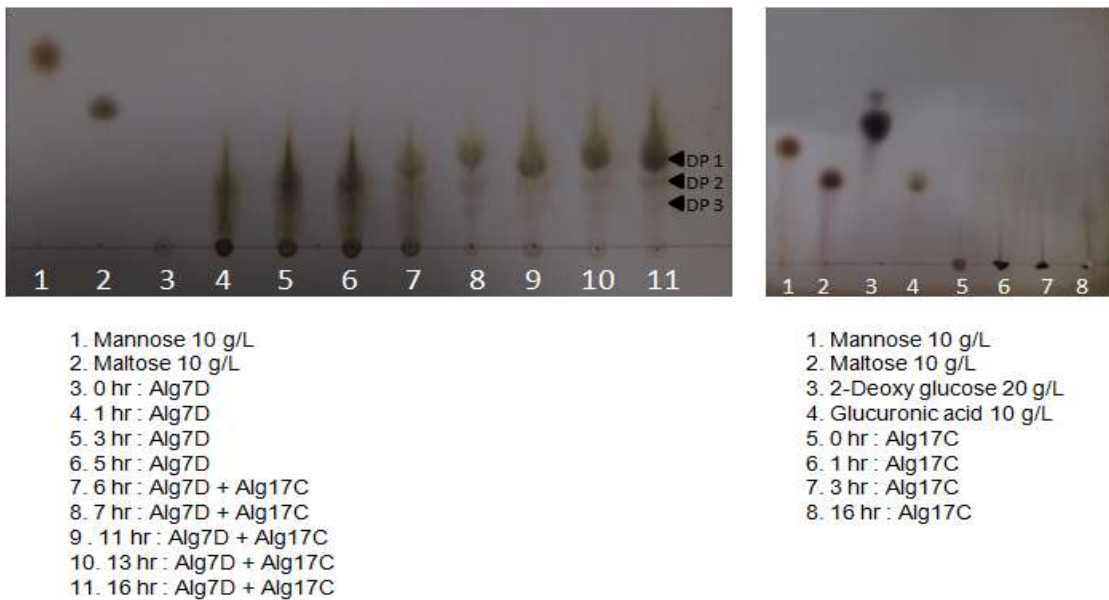 DP 1
DP 2
DP 3
1 2 3 4 5 6 7 8 9 10 11
1. Mannose 10 g/L
2. Maltose 10 g/L
3. 0 hr : Alg7D
4. 1 hr : Alg7D
5. 3 hr : Alg7D
6. 5 hr : Alg7D
7. 6 hr : Alg7D + Alg17C
8. 7 hr : Alg7D + Alg17C
9 . 11 hr : Alg7D + Alg17C
10. 13 hr : Alg7D + Alg17C
11. 16 hr : Alg7D + Alg17C
1 2 3 4 5 6 7 8
1. Mannose 10 g/L
2. Maltose 10 g/L
3. 2-Deoxy glucose 20 g/L
4. Glucuronic acid 10 g/L
5. 0 hr : Alg17C
6. 1 hr : Alg17C
7. 3 hr : Alg17C
8. 16 hr : Alg17C